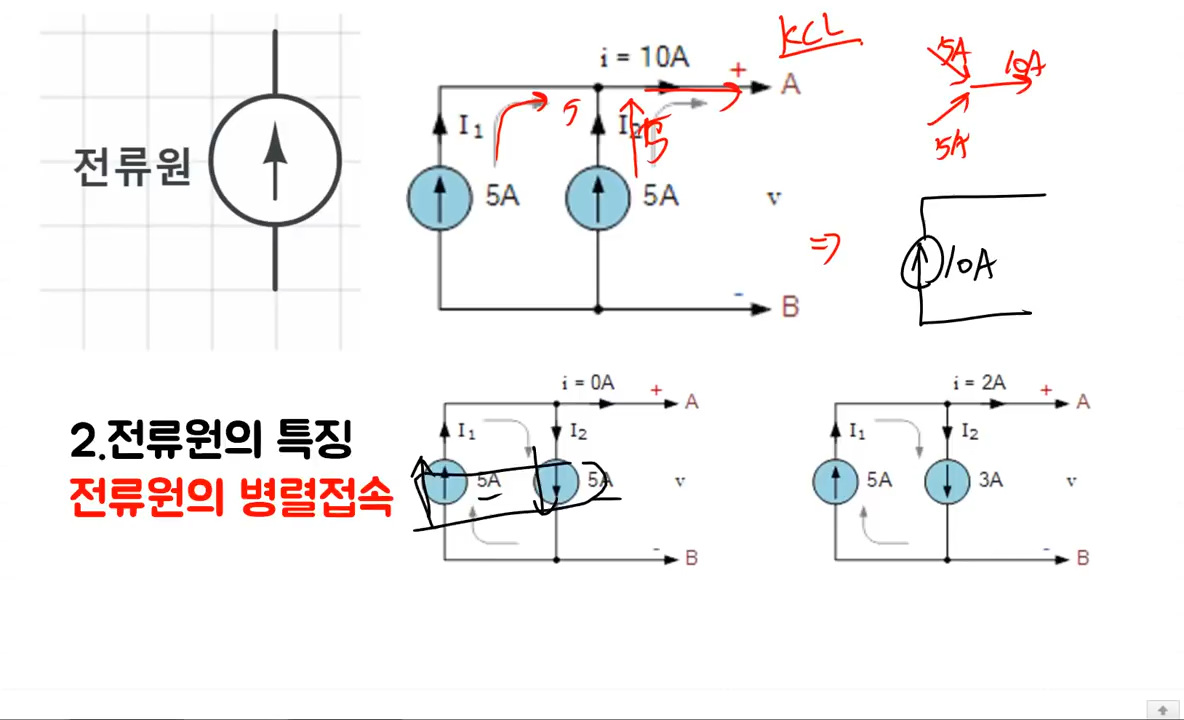 전류원
i = 10A
+
A
I₁
I₂
5
5
5A
5A
v
-
B
KCL
5A
10A
5A
⇒
10A
2.전류원의 특징
전류원의 병렬접속
i = 0A
+
A
I₁
I₂
5A
5A
v
-
B
i = 2A
+
A
I₁
I₂
5A
3A
v
-
B